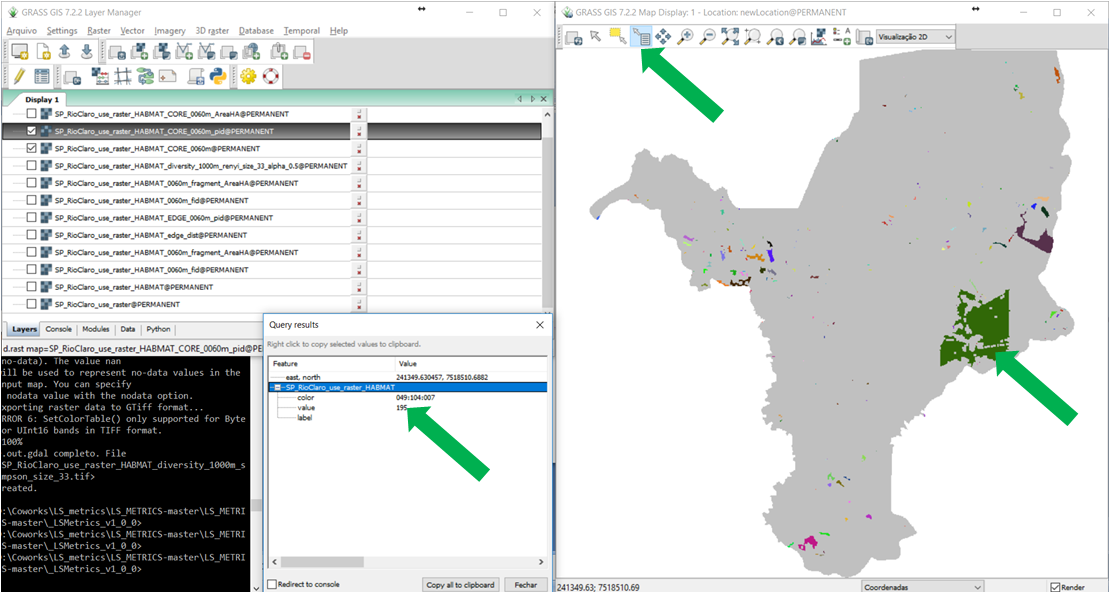 GRASS GIS 7.2.2 Layer Manager
Arquivo Settings Raster Vector Imagery 3D raster Database Temporal Help
Display 1
SP_RioClaro_use_raster_HABMAT_CORE_0060m_AreaHA@PERMANENT
SP_RioClaro_use_raster_HABMAT_CORE_0060m_pid@PERMANENT
SP_RioClaro_use_raster_HABMAT_CORE_0060m@PERMANENT
SP_RioClaro_use_raster_HABMAT_diversity_1000m_renyi_size_33_alpha_0.5@PERMANENT
SP_RioClaro_use_raster_HABMAT_0060m_fragment_AreaHA@PERMANENT
SP_RioClaro_use_raster_HABMAT_0060m_fid@PERMANENT
SP_RioClaro_use_raster_HABMAT_EDGE_0060m_pid@PERMANENT
SP_RioClaro_use_raster_HABMAT_edge_dist@PERMANENT
SP_RioClaro_use_raster_HABMAT_0060m_fragment_AreaHA@PERMANENT
SP_RioClaro_use_raster_HABMAT_0060m_fid@PERMANENT
SP_RioClaro_use_raster_HABMAT@PERMANENT
SP_RioClaro_use_raster@PERMANENT
Layers Console Modules Data Python
d.rast map=SP_RioClaro_use_raster_HABMAT_CORE_0060m_pid@PE
no-data). The value nan
ill be used to represent no-data values in the
nput map. You can specify
nodata value with the nodata option.
xporting raster data to GTiff format...
RROR 6: SetColorTable() only supported for Byte
or UInt16 bands in TIFF format.
100%
.out.gdal completo. File
SP_RioClaro_use_raster_HABMAT_diversity_1000m_s
mpson_size_33.tif>
reated.
:\Coworks\LS_metrics\LS_METRICS-master\LS_METRI
S-master\_LSMetrics_v1_0_0>
:\Coworks\LS_metrics\LS_METRICS-master\LS_METRI
S-master\_LSMetrics_v1_0_0>
:\Coworks\LS_metrics\LS_METRICS-master\LS_METRI
S-master\_LSMetrics_v1_0_0>
Query results
Right click to copy selected values to clipboard.
Feature Value
east, north 241349.630457, 7518510.6882
SP_RioClaro_use_raster_HABMAT
color 049:104:007
value 195
label
Redirect to console Copy all to clipboard Fechar
GRASS GIS 7.2.2 Map Display: 1 - Location: newLocation@PERMANENT
Visualização 2D
241349.63; 7518510.69 Coordenadas Render